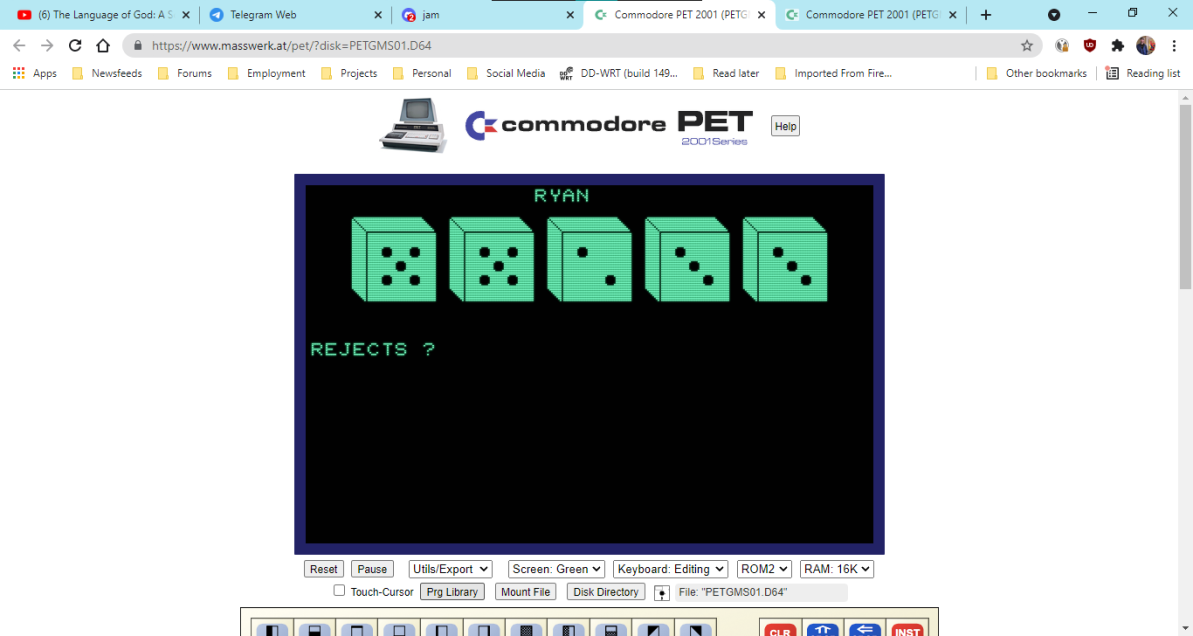 (6) The Language of God: A S
Telegram Web
jam
Commodore PET 2001 (PETG
Commodore PET 2001 (PETG
https://www.masswerk.at/pet/?disk=PETGMS01.D64
Apps
Newsfeeds
Forums
Employment
Projects
Personal
Social Media
DD-WRT (build 149...
Read later
Imported From Fire...
Other bookmarks
Reading list
commodore PET
2001 Series
Help
RYAN
REJECTS ?
Reset
Pause
Utils/Export
Screen: Green
Keyboard: Editing
ROM2
RAM: 16K
Touch-Cursor
Prg Library
Mount File
Disk Directory
File: "PETGMS01.D64"
CLR
INST